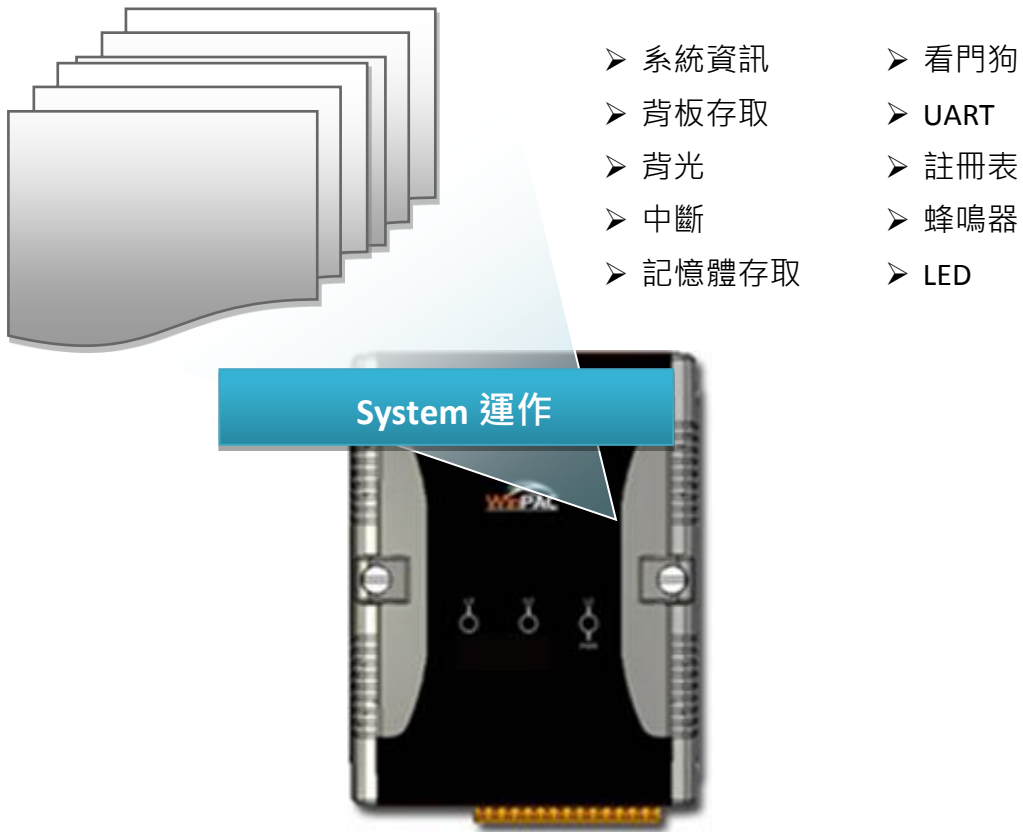 ➢ 系統資訊
➢ 背板存取
➢ 背光
➢ 中斷
➢ 記憶體存取
➢ 看門狗
➢ UART
➢ 註冊表
➢ 蜂鳴器
➢ LED
System 運作
WinPAC